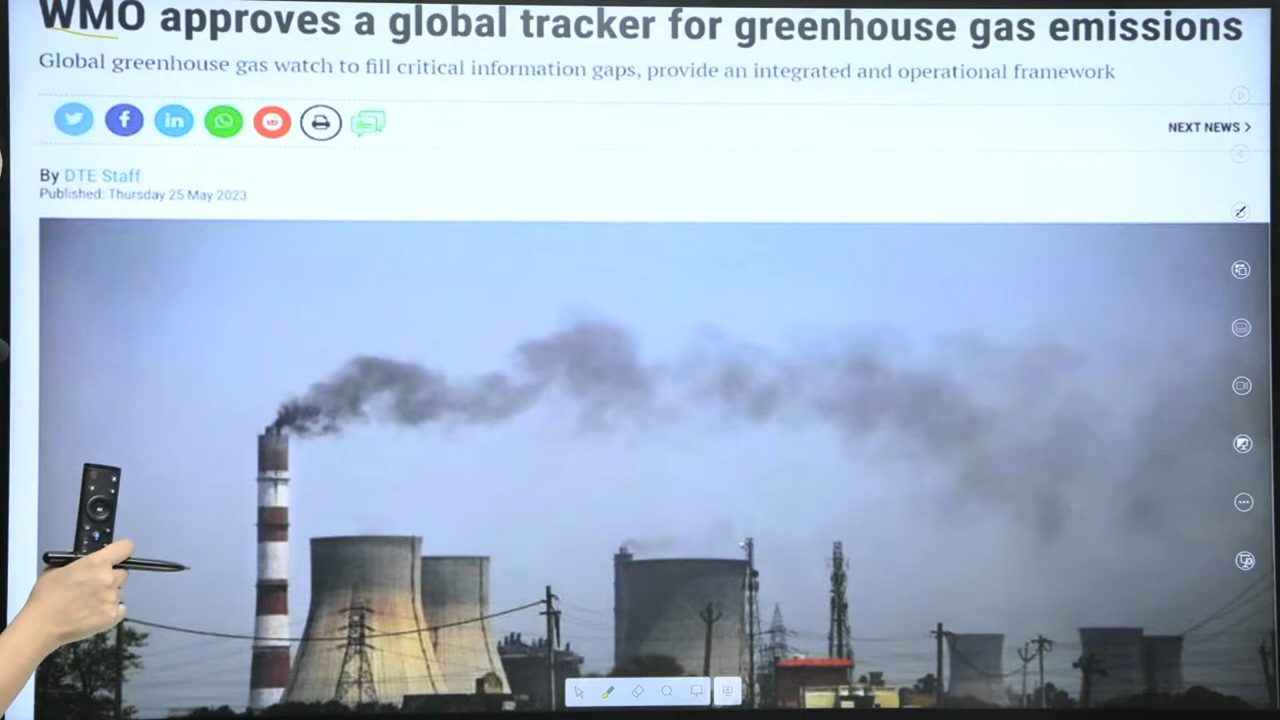 WMO approves a global tracker for greenhouse gas emissions
Global greenhouse gas watch to fill critical information gaps, provide an integrated and operational framework
NEXT NEWS >
By DTE Staff
Published: Thursday 25 May 2023